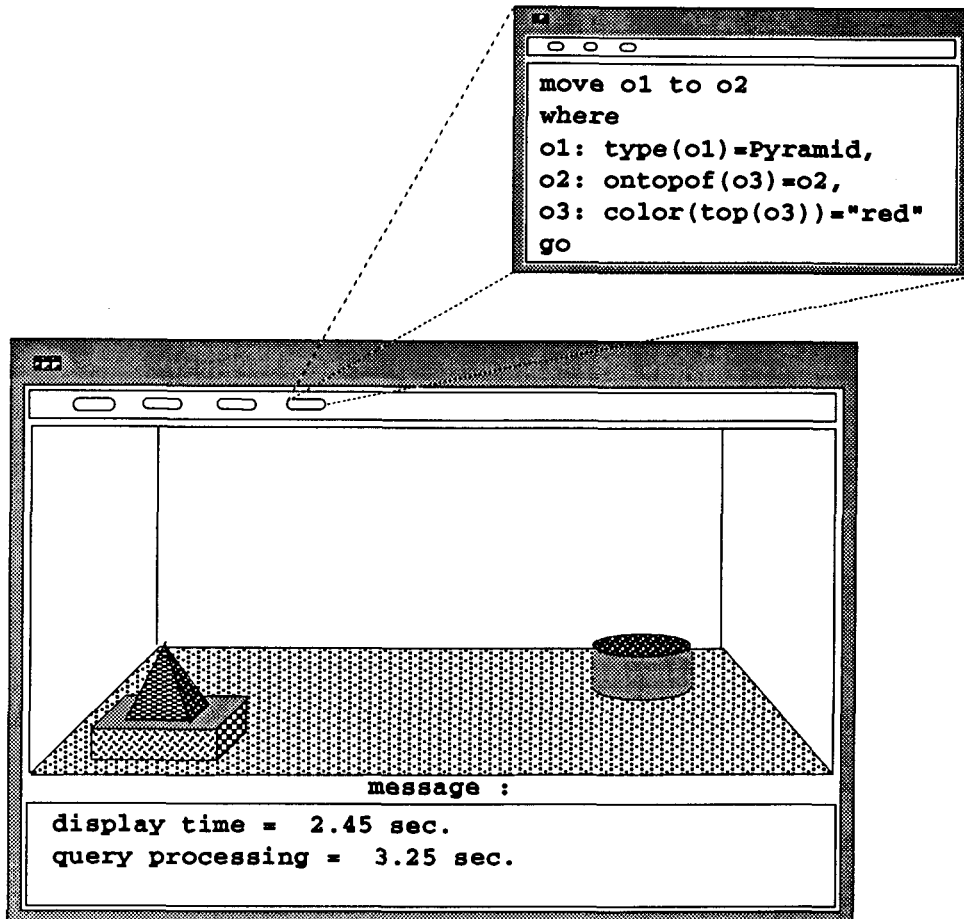 move o1 to o2
where
o1: type(o1)=Pyramid,
o2: ontopof(o3)=o2,
o3: color(top(o3))="red"
go
message :
display time = 2.45 sec.
query processing = 3.25 sec.